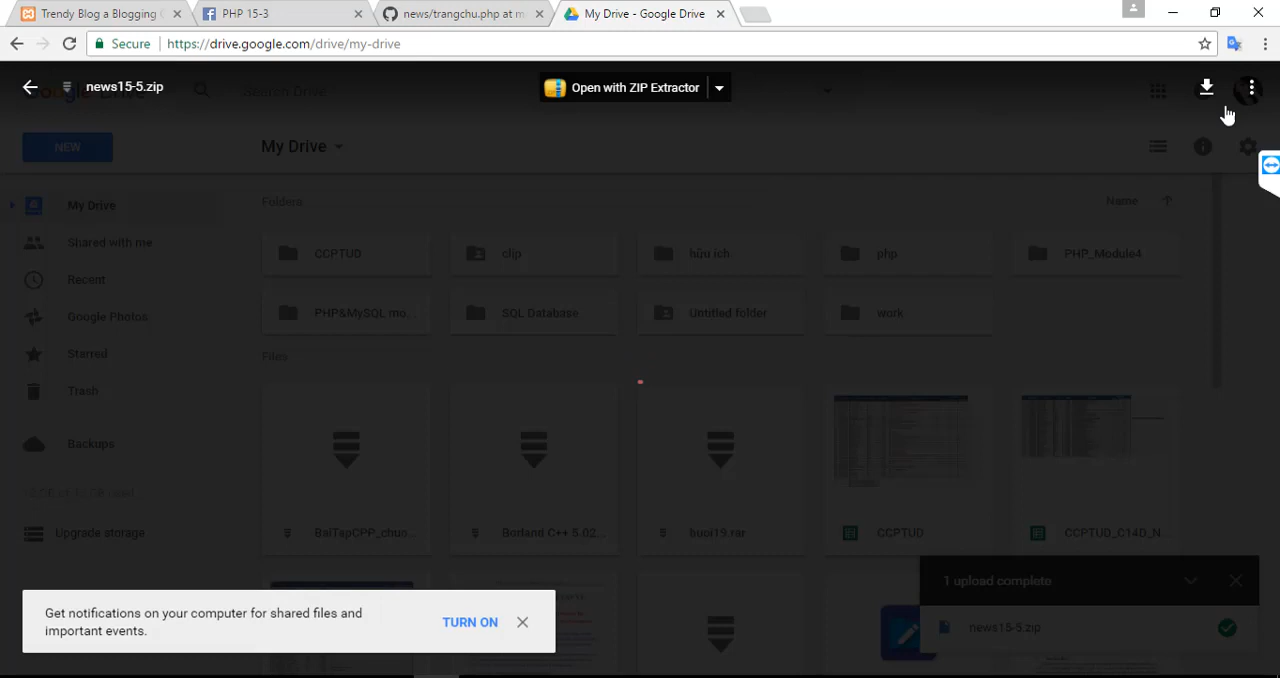 Trendy Blog a Blogging
PHP 15-3
news/trangchu.php at m
My Drive - Google Drive
Secure
https://drive.google.com/drive/my-drive
news15-5.zip
Search Drive
Open with ZIP Extractor
NEW
My Drive
My Drive
Shared with me
Recent
Google Photos
Starred
Trash
Backups
Upgrade storage
Folders
Name
CCPTUD
clip
hữu ích
php
PHP_Module4
PHP&MySQL mo...
SQL Database
Untitled folder
work
Files
BaiTapCPP_chuo...
Borland C++ 5.02...
buoi19.rar
CCPTUD
CCPTUD_C14D_N...
1 upload complete
news15-5.zip
Get notifications on your computer for shared files and
important events.
TURN ON